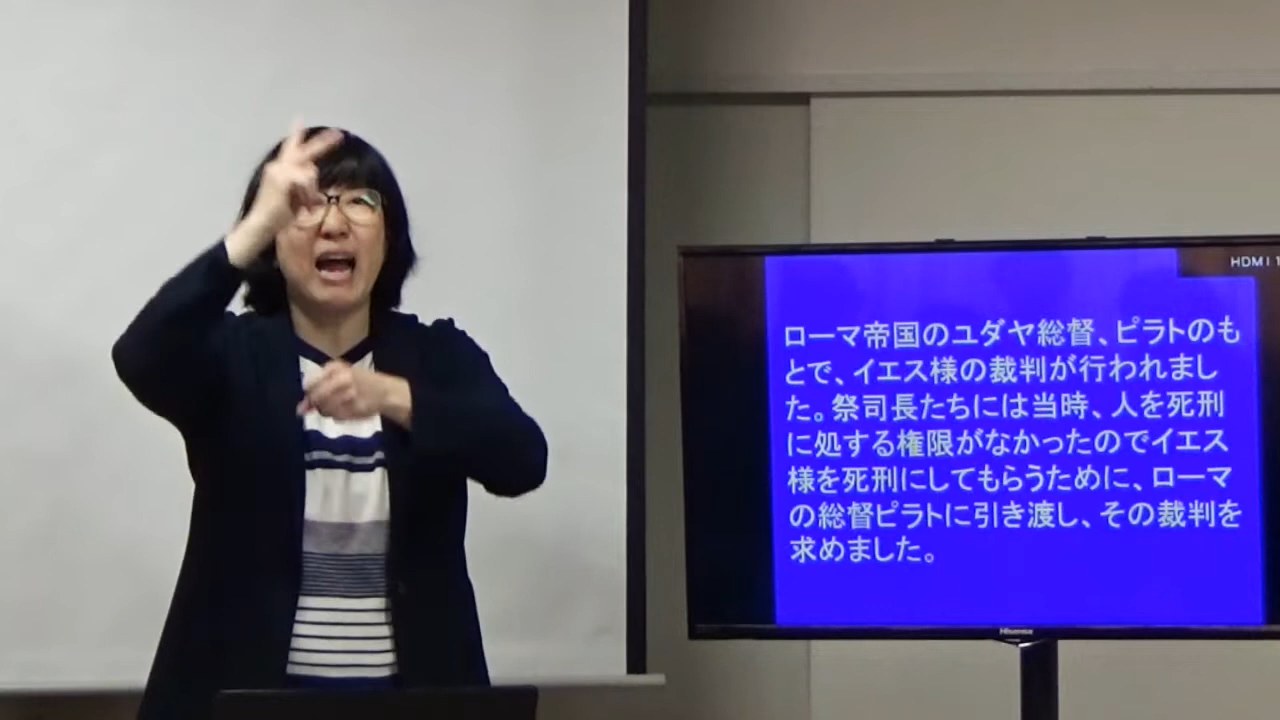 HDMI 1
ローマ帝国のユダヤ総督、ピラトのも
とで、イエス様の裁判が行われまし
た。祭司長たちには当時、人を死刑
に処する権限がなかったのでイエス
様を死刑にしてもらうために、ローマ
の総督ピラトに引き渡し、その裁判を
求めました。
Hisense